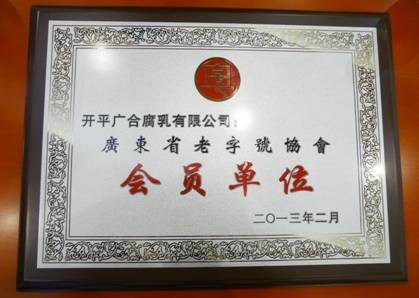 开平广合腐乳有限公司:
廣東省老字號協會
会员单位
二〇一三年二月